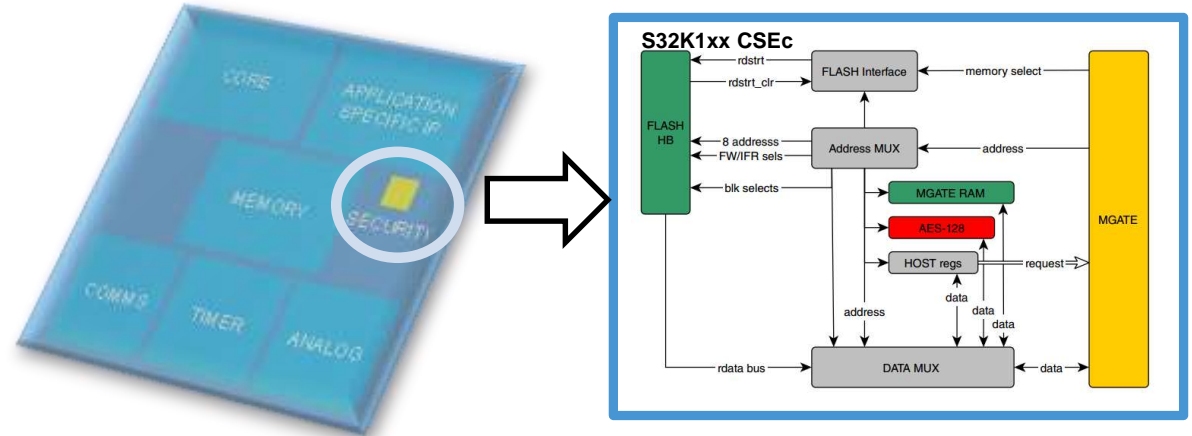 CORE
APPLICATION
SPECIFIC IP
MEMORY
SECURITY
COMMS
TIMER
ANALOG
S32K1xx CSEc
rdstrt
FLASH Interface
memory select
rdstrt_clr
FLASH
HB
8 addresss
Address MUX
address
FW/IFR sels
blk selects
MGATE RAM
MGATE
AES-128
HOST regs
request
data
data
data
address
rdata bus
DATA MUX
data